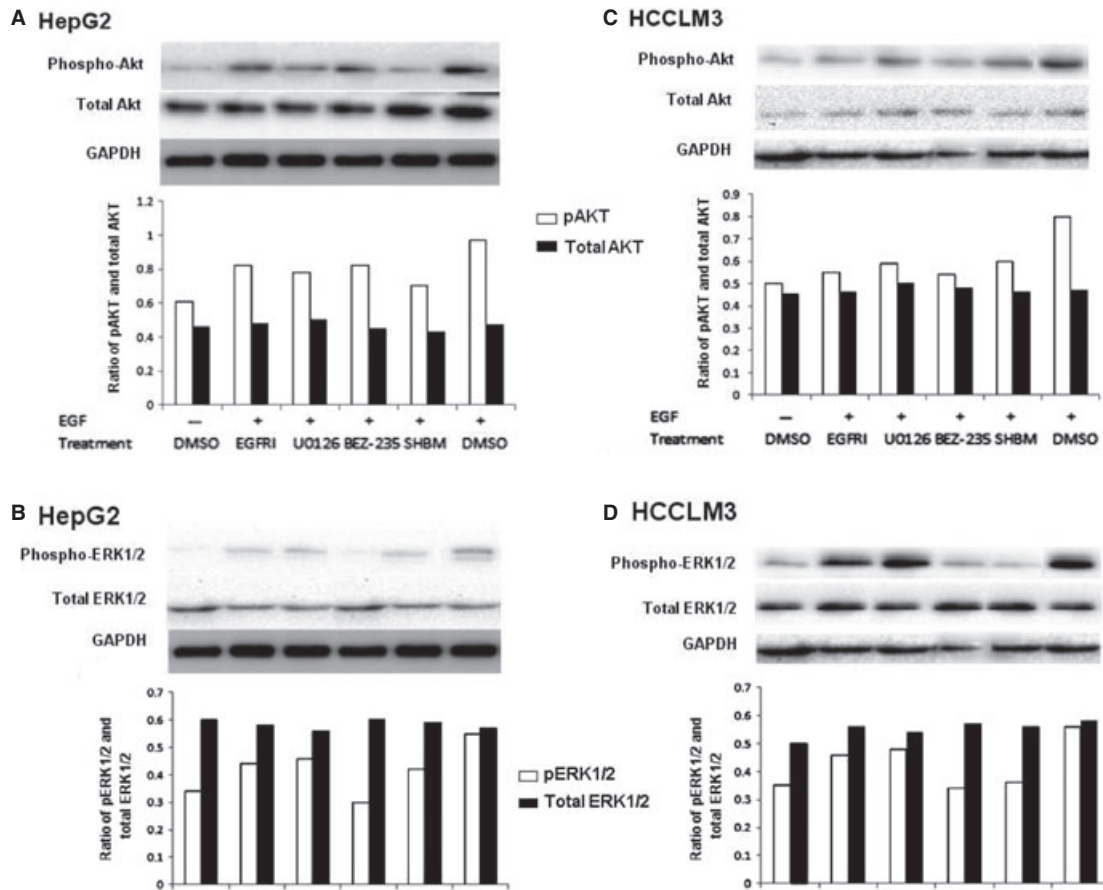 A HepG2
Phospho-Akt
Total Akt
GAPDH
Ratio of pAKT and total AKT
1.2
1
0.8
0.6
0.4
0.2
0
EGF – + + + + +
Treatment DMSO EGFRI U0126 BEZ-235 SHBM DMSO
pAKT
Total AKT
C HCCLM3
Phospho-Akt
Total Akt
GAPDH
Ratio of pAKT and total AKT
0.9
0.8
0.7
0.6
0.5
0.4
0.3
0.2
0.1
0
EGF – + + + + +
Treatment DMSO EGFRI U0126 BEZ-235 SHBM DMSO
B HepG2
Phospho-ERK1/2
Total ERK1/2
GAPDH
Ratio of pERK1/2 and
total ERK1/2
0.7
0.6
0.5
0.4
0.3
0.2
0.1
0
pERK1/2
Total ERK1/2
D HCCLM3
Phospho-ERK1/2
Total ERK1/2
GAPDH
Ratio of pERK1/2 and
total ERK1/2
0.7
0.6
0.5
0.4
0.3
0.2
0.1
0